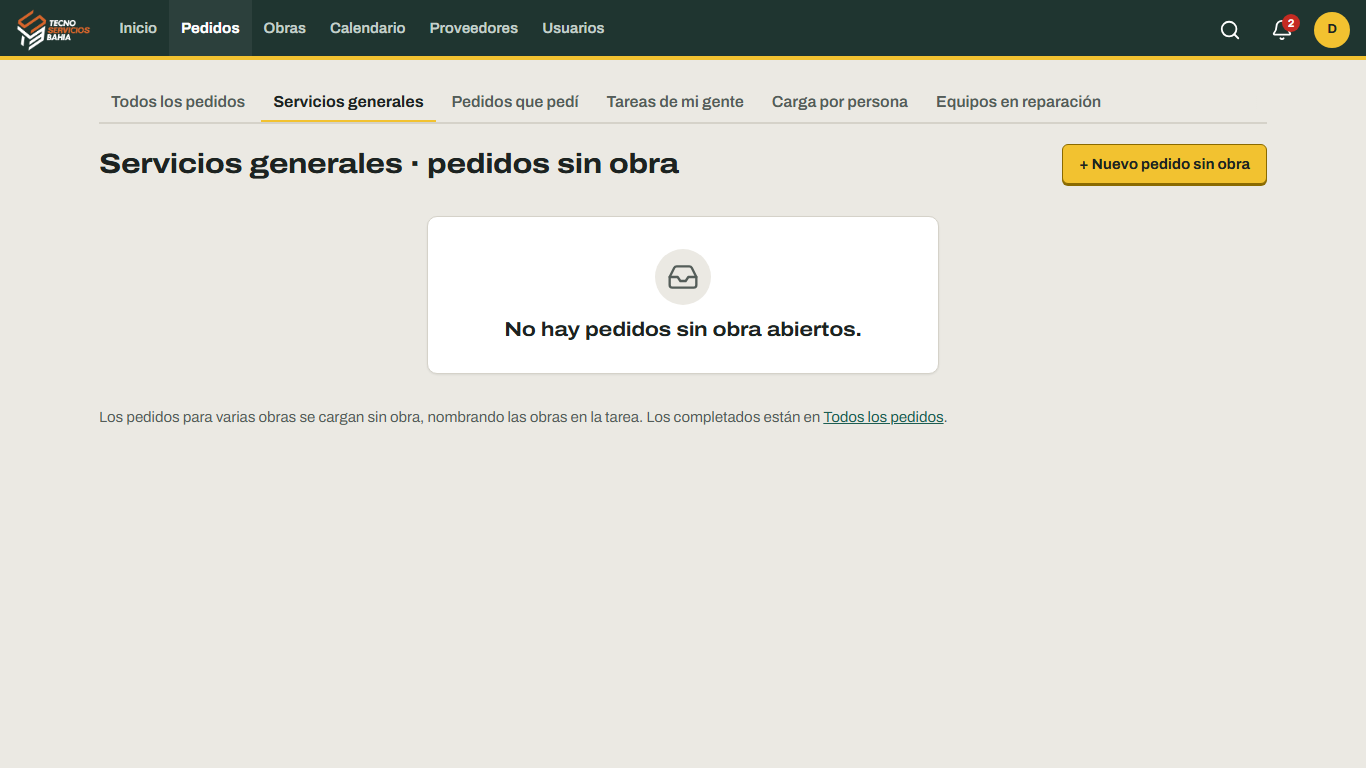 TECNO
SERVICIOS
BAHIA
Inicio Pedidos Obras Calendario Proveedores Usuarios
2
D
Todos los pedidos Servicios generales Pedidos que pedí Tareas de mi gente Carga por persona Equipos en reparación
Servicios generales · pedidos sin obra
+ Nuevo pedido sin obra
No hay pedidos sin obra abiertos.
Los pedidos para varias obras se cargan sin obra, nombrando las obras en la tarea. Los completados están en Todos los pedidos.